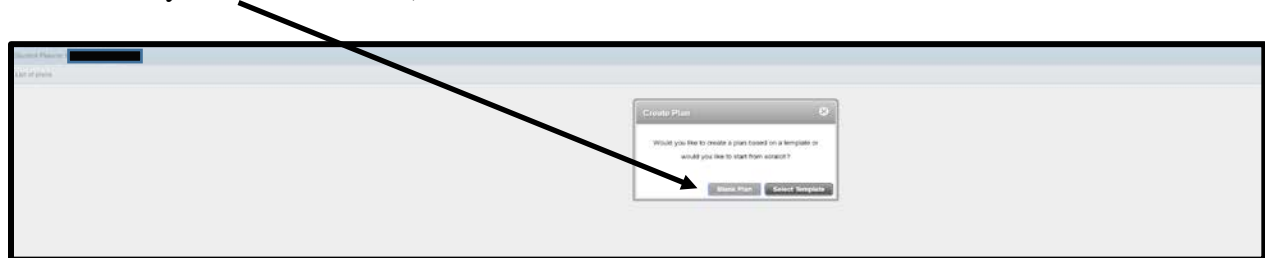 Student Planner
List of plans
Create Plan
Would you like to create a plan based on a template or
would you like to start from scratch?
Blank Plan Select Template